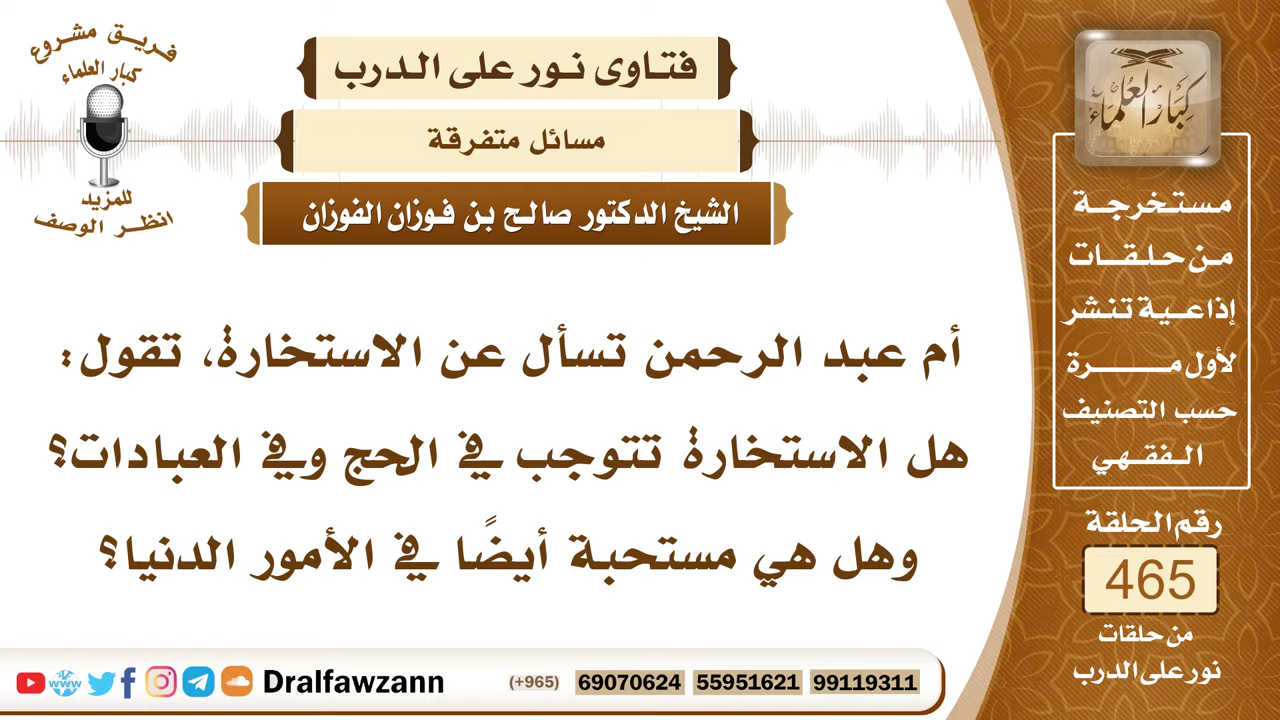 فريق مشروع
كبار العلماء
للمزيد
انظر الوصف
فتاوى نور على الدرب
مسائل متفرقة
الشيخ الدكتور صالح بن فوزان الفوزان
أم عبد الرحمن تسأل عن الاستخارة، تقول:
هل الاستخارة تتوجب في الحج وفي العبادات؟
وهل هي مستحبة أيضًا في الأمور الدنيا؟
كبار العلماء
مستخرجة
من حلقات
إذاعية تنشر
لأول مرة
حسب التصنيف
الفقهي
رقم الحلقة
465
من حلقات
نور على الدرب
www
Dralfawzann
(+965) 69070624 55951621 99119311